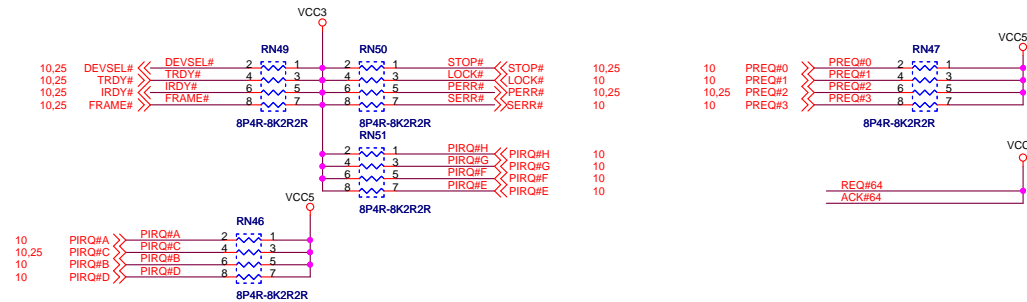 VCC3
VCC5
RN49 RN50 RN47
10,25 DEVSEL# DEVSEL# 2 1 2 1 STOP# STOP# 10,25 10 PREQ#0 PREQ#0 2 1
10,25 TRDY# TRDY# 4 3 4 3 LOCK# LOCK# 10 10 PREQ#1 PREQ#1 4 3
10,25 IRDY# IRDY# 6 5 6 5 PERR# PERR# 10,25 10,25 PREQ#2 PREQ#2 6 5
10,25 FRAME# FRAME# 8 7 8 7 SERR# SERR# 10 10 PREQ#3 PREQ#3 8 7
8P4R-8K2R2R 8P4R-8K2R2R 8P4R-8K2R2R
RN51
VCC
2 1 PIRQ#H PIRQ#H 10
4 3 PIRQ#G PIRQ#G 10
6 5 PIRQ#F PIRQ#F 10
8 7 PIRQ#E PIRQ#E 10
REQ#64
ACK#64
8P4R-8K2R2R
VCC5
RN46
10 PIRQ#A PIRQ#A 2 1
10,25 PIRQ#C PIRQ#C 4 3
10 PIRQ#B PIRQ#B 6 5
10 PIRQ#D PIRQ#D 8 7
8P4R-8K2R2R